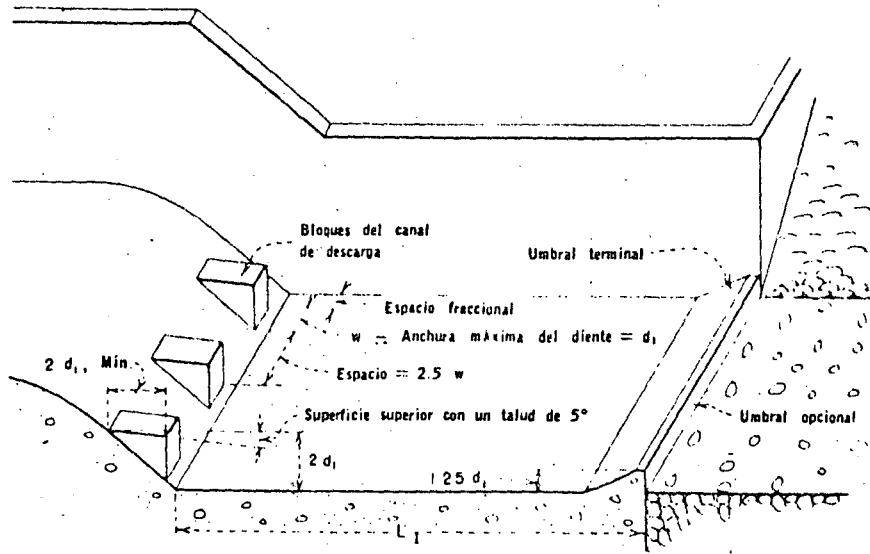 Bloques del canal
de descarga
Umbral terminal
Espacio fraccional
w = Anchura máxima del diente = d₁
2 d₁, Min
Espacio = 2.5 w
Superficie superior con un talud de 5°
Umbral opcional
2 d₁
1 25 d₁
L I